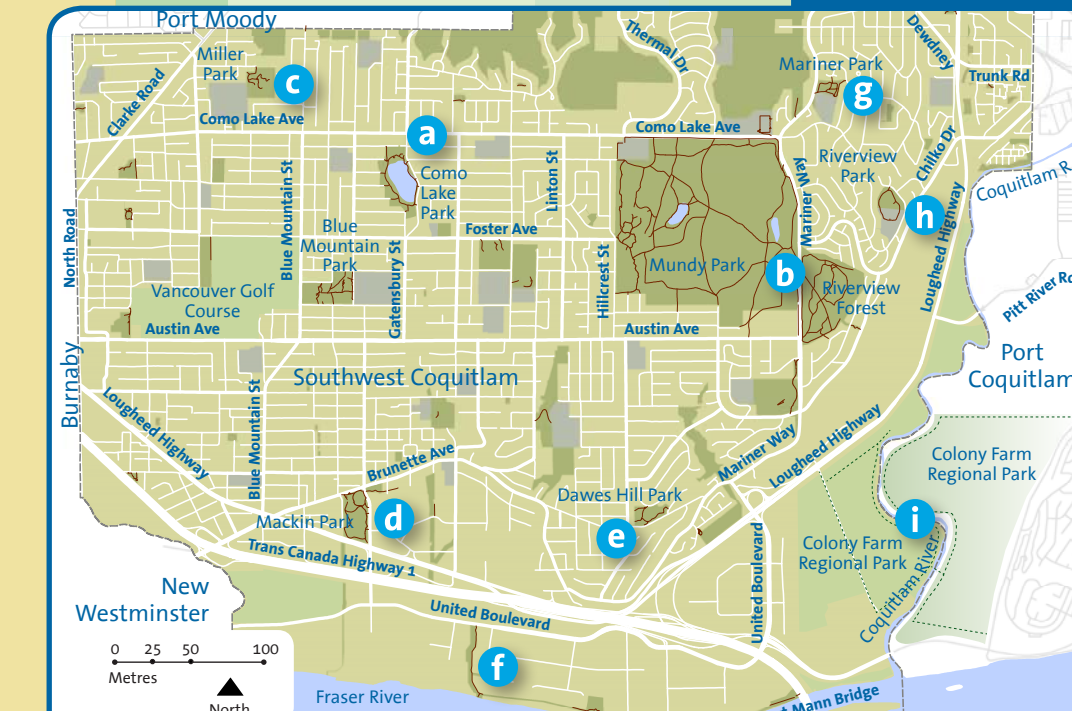 Port Moody
Miller
Park
c
Clarke Road
Como Lake Ave
a
Thermal Dr
Como Lake Ave
Mariner Park
g
Dewdney
Trunk Rd
Chilko Dr
Riverview
Park
h
Coquitlam R
Lougheed Highway
Pitt River Rd
Mariner Way
Como
Lake
Park
Linton St
Foster Ave
Blue Mountain St
Blue
Mountain
Park
Gatensbury St
North Road
Vancouver Golf
Course
Austin Ave
Hillcrest St
Mundy Park
b
Riverview
Forest
Austin Ave
Port
Coquitlam
Burnaby
Southwest Coquitlam
Lougheed Highway
Blue Mountain St
Brunette Ave
Mariner Way
Lougheed Highway
Colony Farm
Regional Park
Dawes Hill Park
Mackin Park
d
e
i
Colony Farm
Regional Park
Coquitlam River
Trans Canada Highway 1
United Boulevard
United Boulevard
New
Westminster
0 25 50 100
Metres
North
f
Fraser River
Mann Bridge